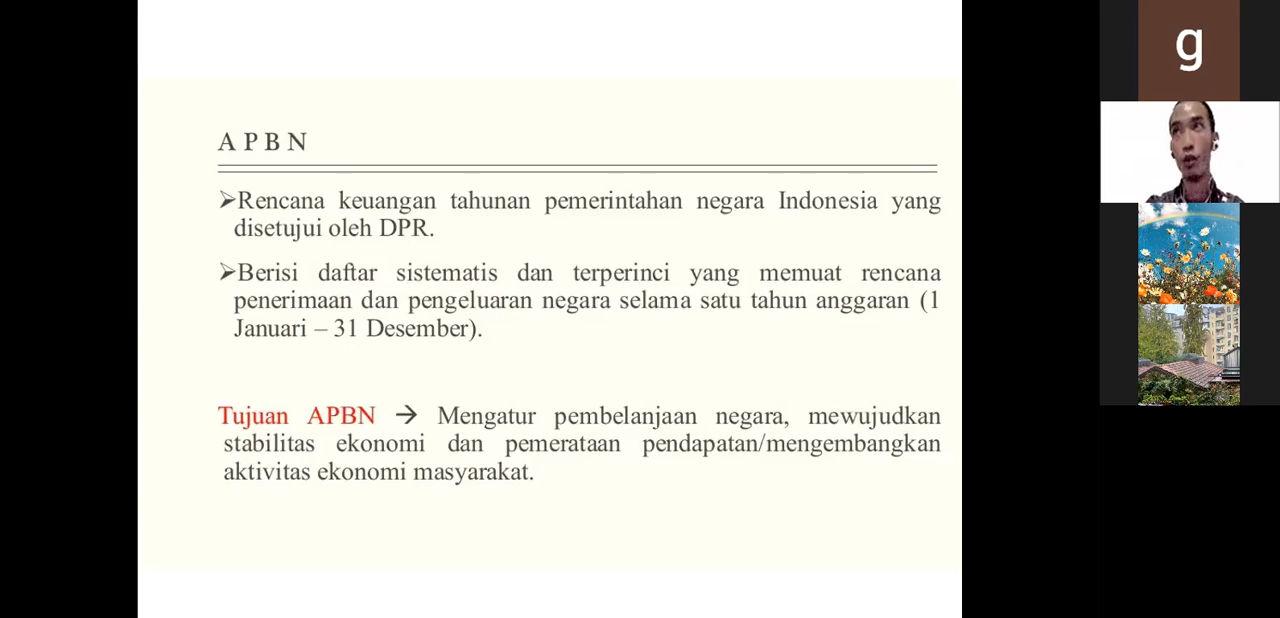 APBN
➢Rencana keuangan tahunan pemerintahan negara Indonesia yang
disetujui oleh DPR.
➢Berisi daftar sistematis dan terperinci yang memuat rencana
penerimaan dan pengeluaran negara selama satu tahun anggaran (1
Januari – 31 Desember).
Tujuan APBN → Mengatur pembelanjaan negara, mewujudkan
stabilitas ekonomi dan pemerataan pendapatan/mengembangkan
aktivitas ekonomi masyarakat.
g